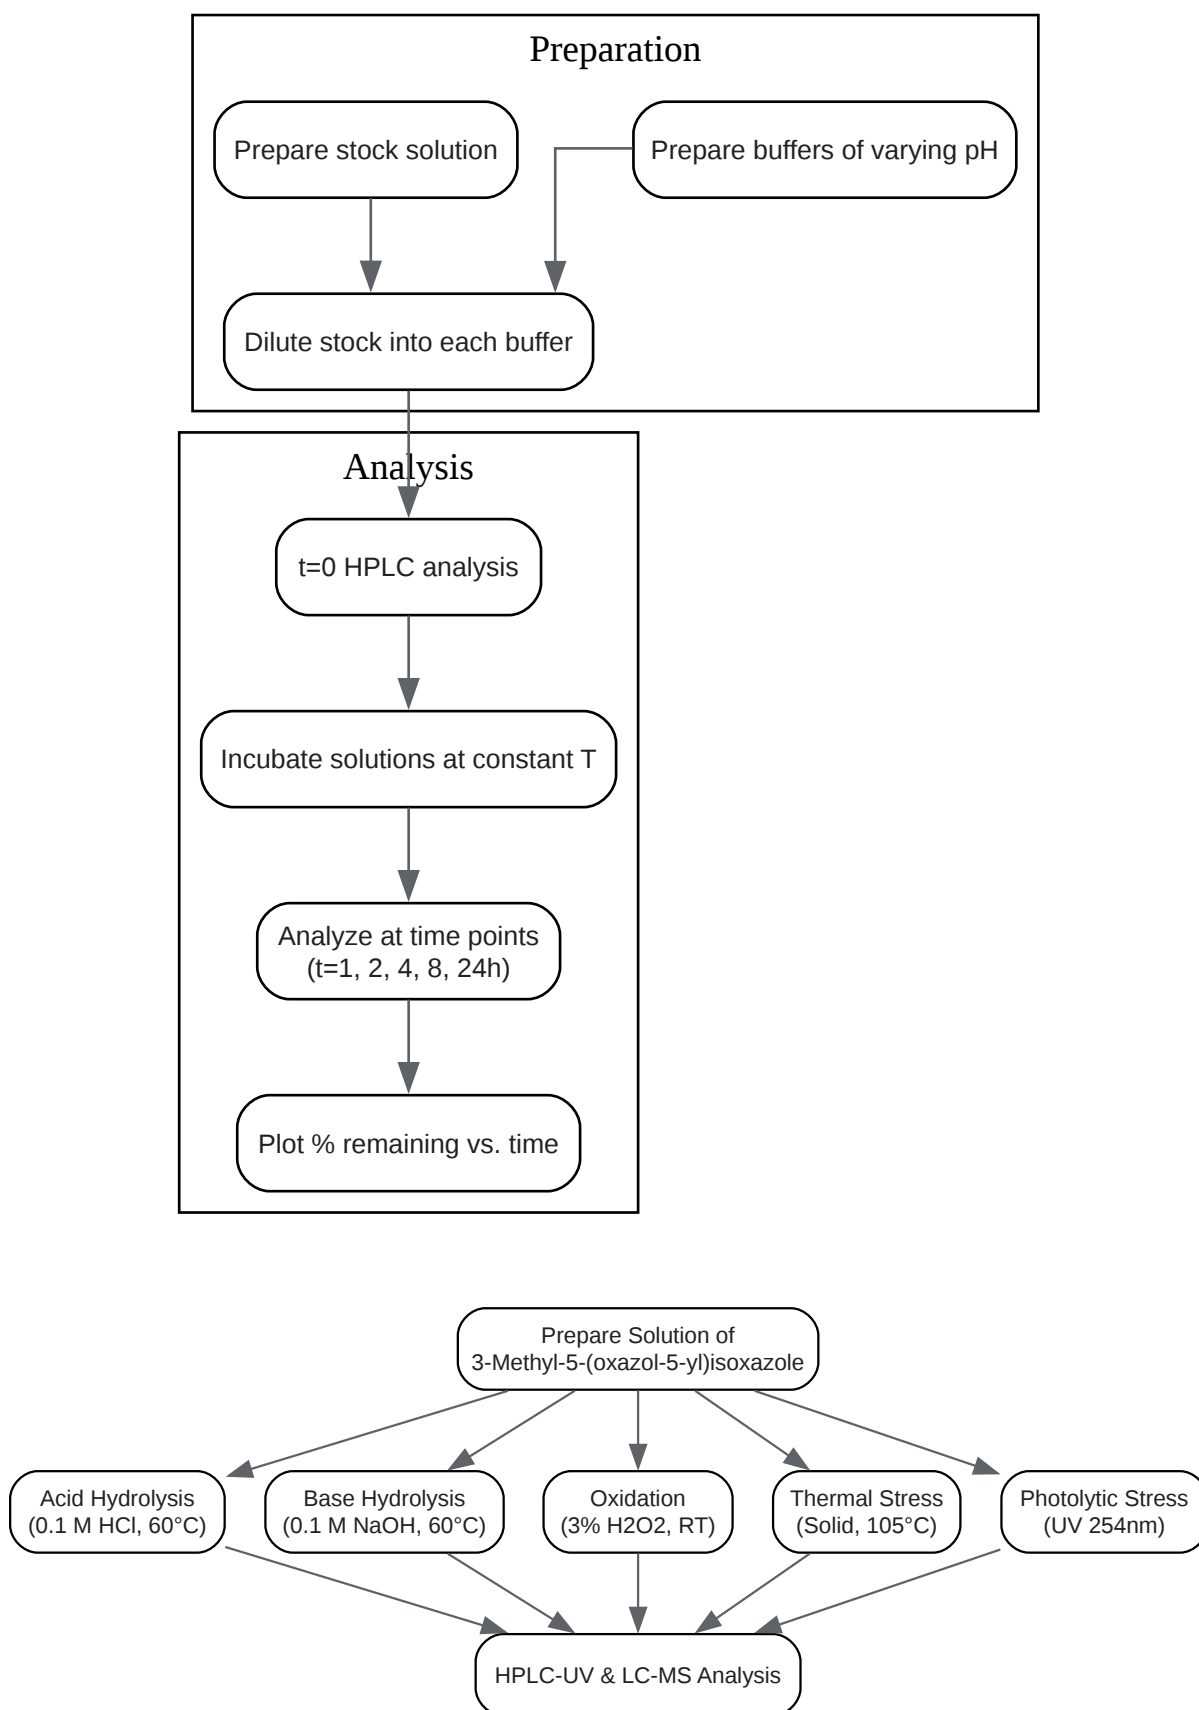 Preparation
Prepare stock solution
Prepare buffers of varying pH
Dilute stock into each buffer
Analysis
t=0 HPLC analysis
Incubate solutions at constant T
Analyze at time points
(t=1, 2, 4, 8, 24h)
Plot % remaining vs. time
Prepare Solution of
3-Methyl-5-(oxazol-5-yl)isoxazole
Acid Hydrolysis
(0.1 M HCl, 60°C)
Base Hydrolysis
(0.1 M NaOH, 60°C)
Oxidation
(3% H2O2, RT)
Thermal Stress
(Solid, 105°C)
Photolytic Stress
(UV 254nm)
HPLC-UV & LC-MS Analysis